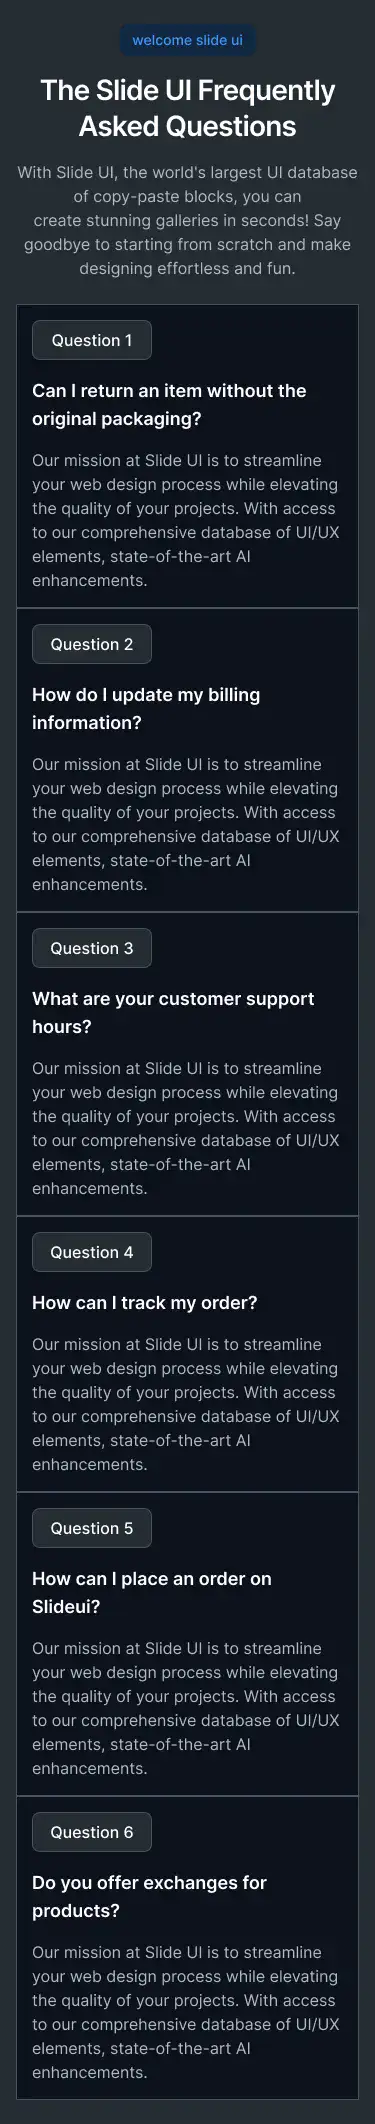 welcome slide ui
The Slide UI Frequently
Asked Questions
With Slide UI, the world's largest UI database
of copy-paste blocks, you can
create stunning galleries in seconds! Say
goodbye to starting from scratch and make
designing effortless and fun.
Question 1
Can I return an item without the
original packaging?
Our mission at Slide UI is to streamline
your web design process while elevating
the quality of your projects. With access
to our comprehensive database of UI/UX
elements, state-of-the-art AI
enhancements.
Question 2
How do I update my billing
information?
Our mission at Slide UI is to streamline
your web design process while elevating
the quality of your projects. With access
to our comprehensive database of UI/UX
elements, state-of-the-art AI
enhancements.
Question 3
What are your customer support
hours?
Our mission at Slide UI is to streamline
your web design process while elevating
the quality of your projects. With access
to our comprehensive database of UI/UX
elements, state-of-the-art AI
enhancements.
Question 4
How can I track my order?
Our mission at Slide UI is to streamline
your web design process while elevating
the quality of your projects. With access
to our comprehensive database of UI/UX
elements, state-of-the-art AI
enhancements.
Question 5
How can I place an order on
Slideui?
Our mission at Slide UI is to streamline
your web design process while elevating
the quality of your projects. With access
to our comprehensive database of UI/UX
elements, state-of-the-art AI
enhancements.
Question 6
Do you offer exchanges for
products?
Our mission at Slide UI is to streamline
your web design process while elevating
the quality of your projects. With access
to our comprehensive database of UI/UX
elements, state-of-the-art AI
enhancements.